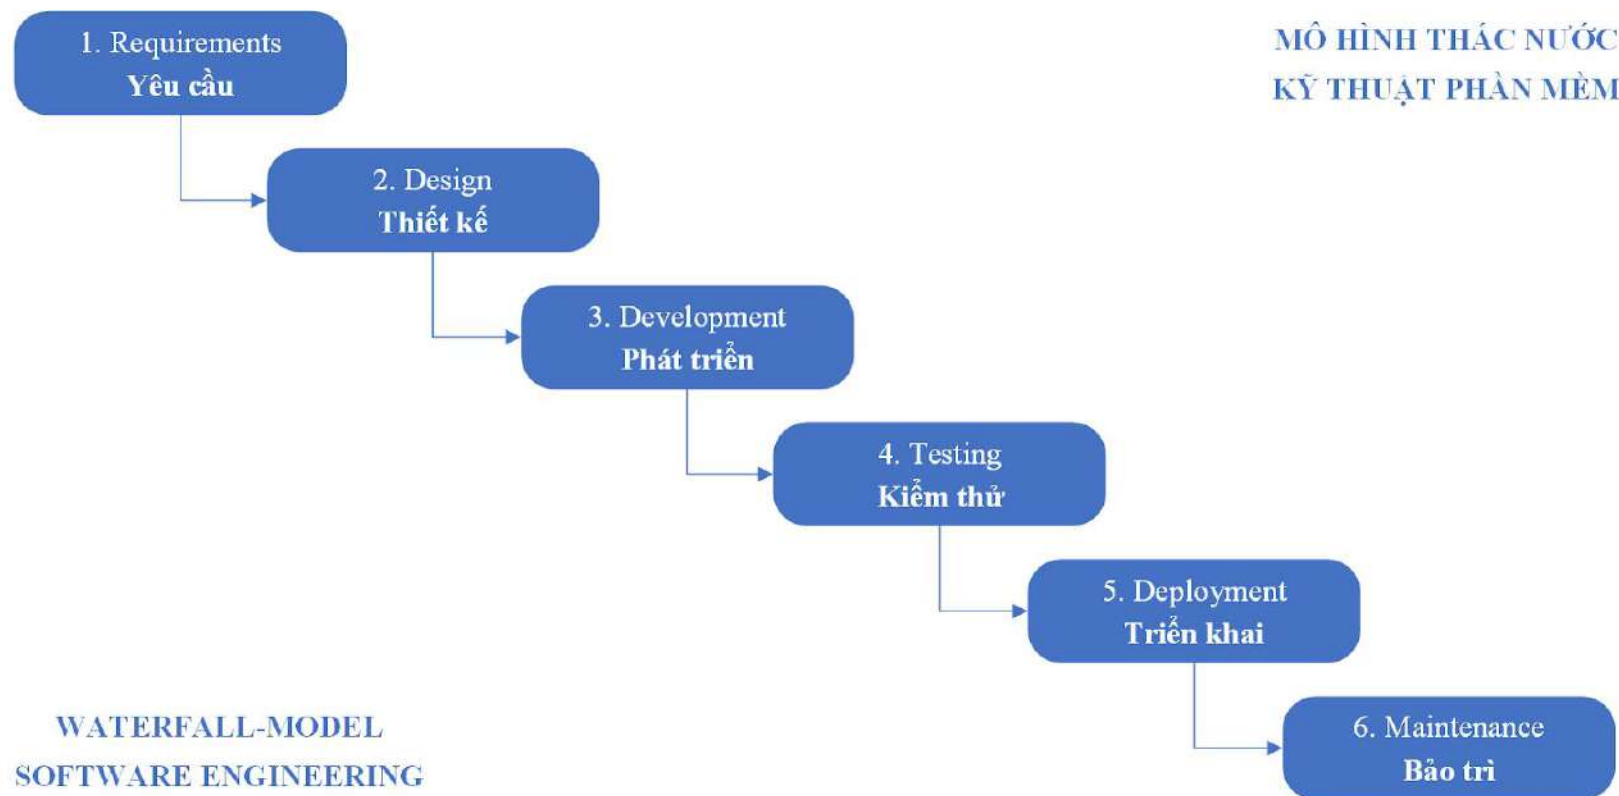 1. Requirements
Yêu cầu
MÔ HÌNH THÁC NƯỚC
KỸ THUẬT PHẦN MỀM
2. Design
Thiết kế
3. Development
Phát triển
4. Testing
Kiểm thử
5. Deployment
Triển khai
6. Maintenance
Bảo trì
WATERFALL-MODEL
SOFTWARE ENGINEERING